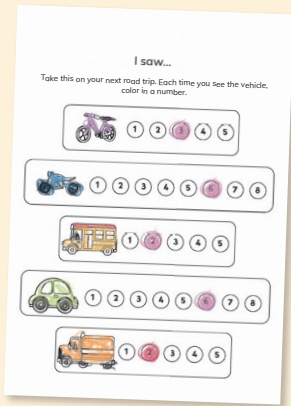 I saw...
Take this on your next road trip. Each time you see the vehicle,
color in a number.
1 2 3 4 5
1 2 3 4 5 6 7 8
1 2 3 4 5
1 2 3 4 5 6 7 8
1 2 3 4 5